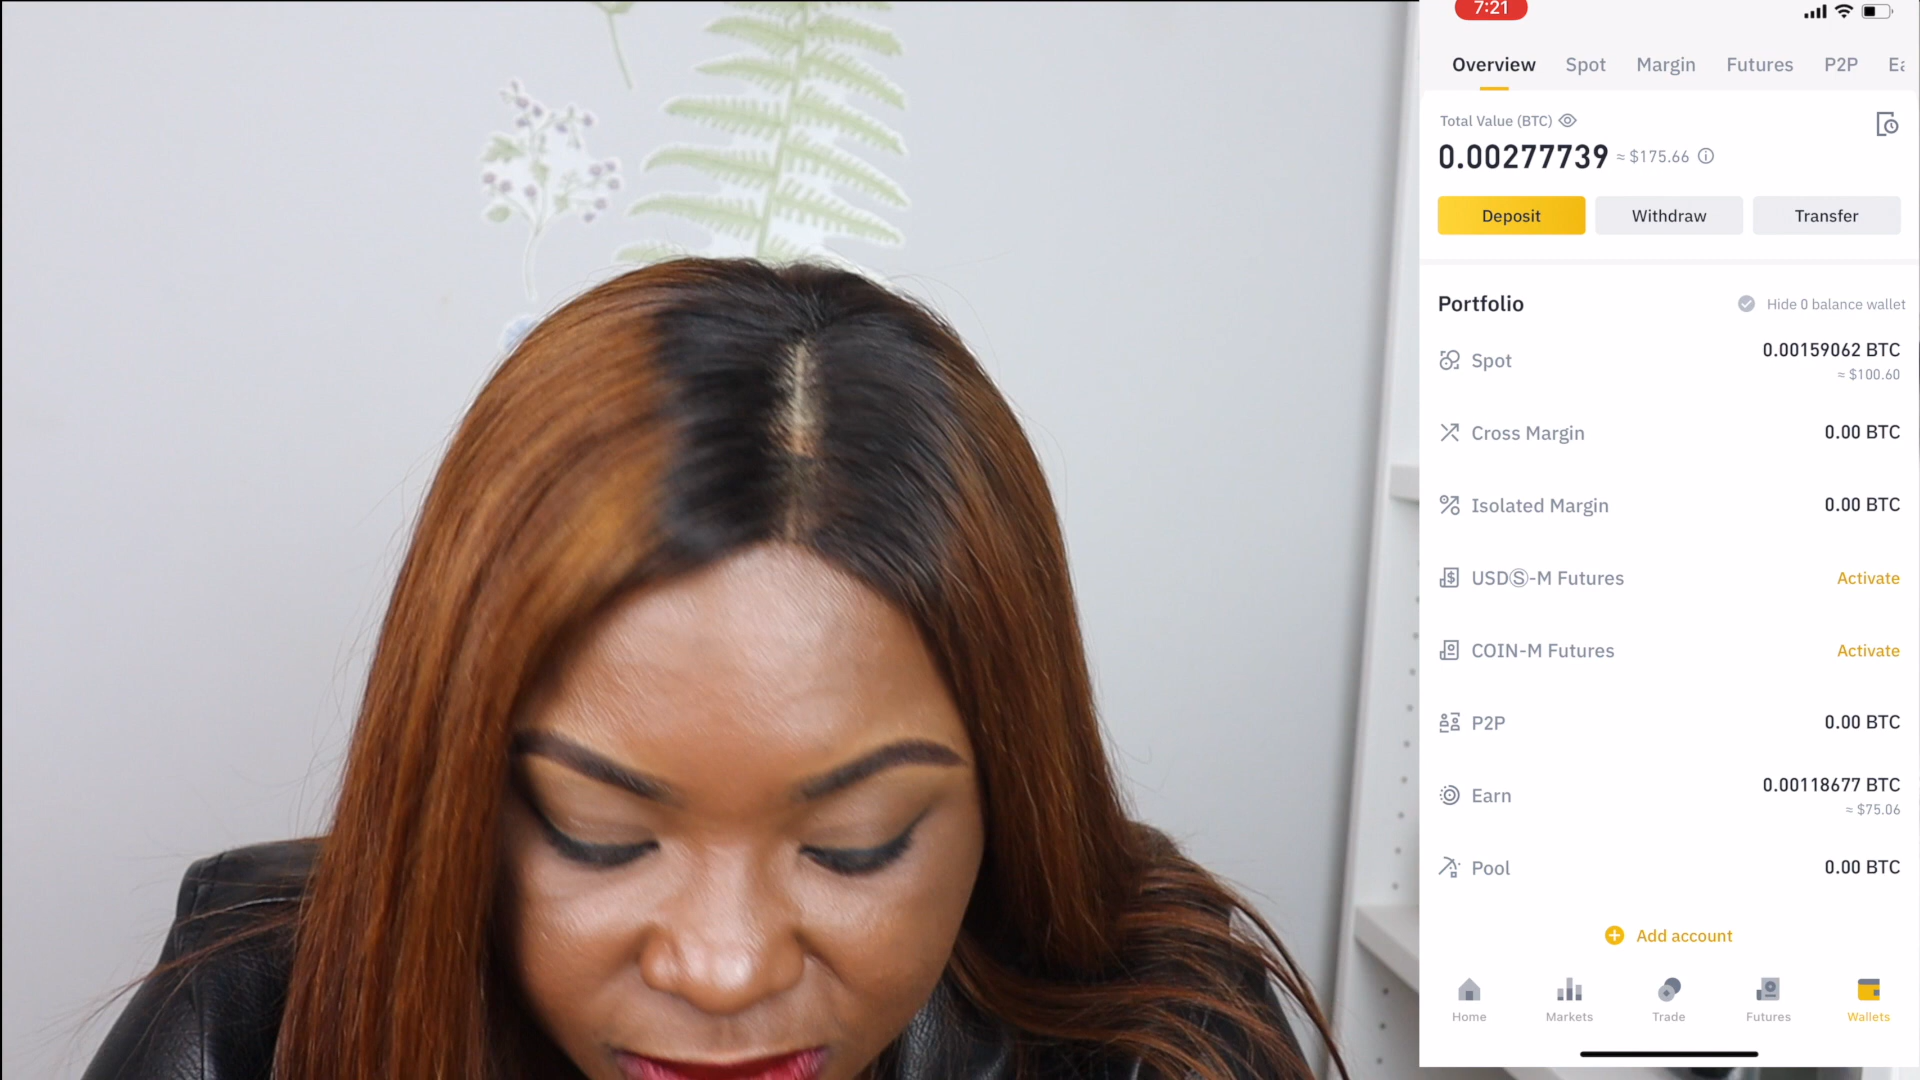 7:21
Overview Spot Margin Futures P2P Ea
Total Value (BTC)
0.00277739 ≈ $175.66
Deposit Withdraw Transfer
Portfolio Hide 0 balance wallet
Spot 0.00159062 BTC
≈ $100.60
Cross Margin 0.00 BTC
Isolated Margin 0.00 BTC
USDⓈ-M Futures Activate
COIN-M Futures Activate
P2P 0.00 BTC
Earn 0.00118677 BTC
≈ $75.06
Pool 0.00 BTC
Add account
Home Markets Trade Futures Wallets